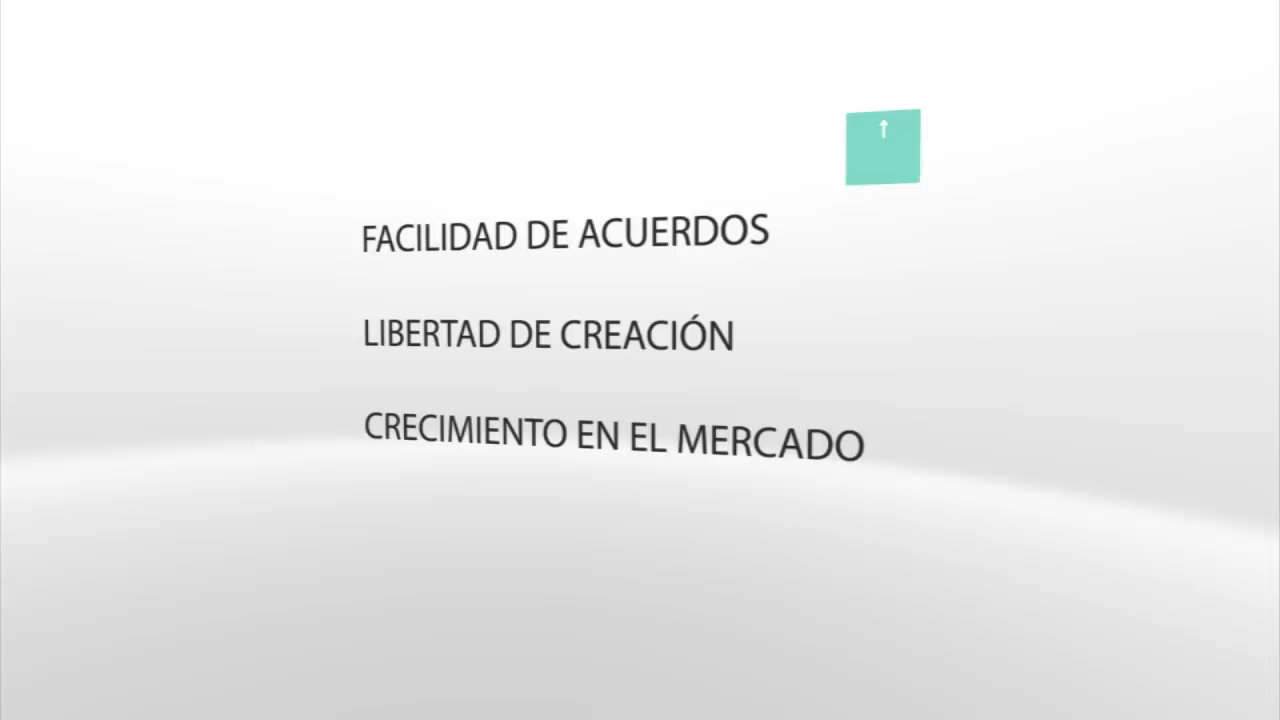 FACILIDAD DE ACUERDOS
LIBERTAD DE CREACIÓN
CRECIMIENTO EN EL MERCADO